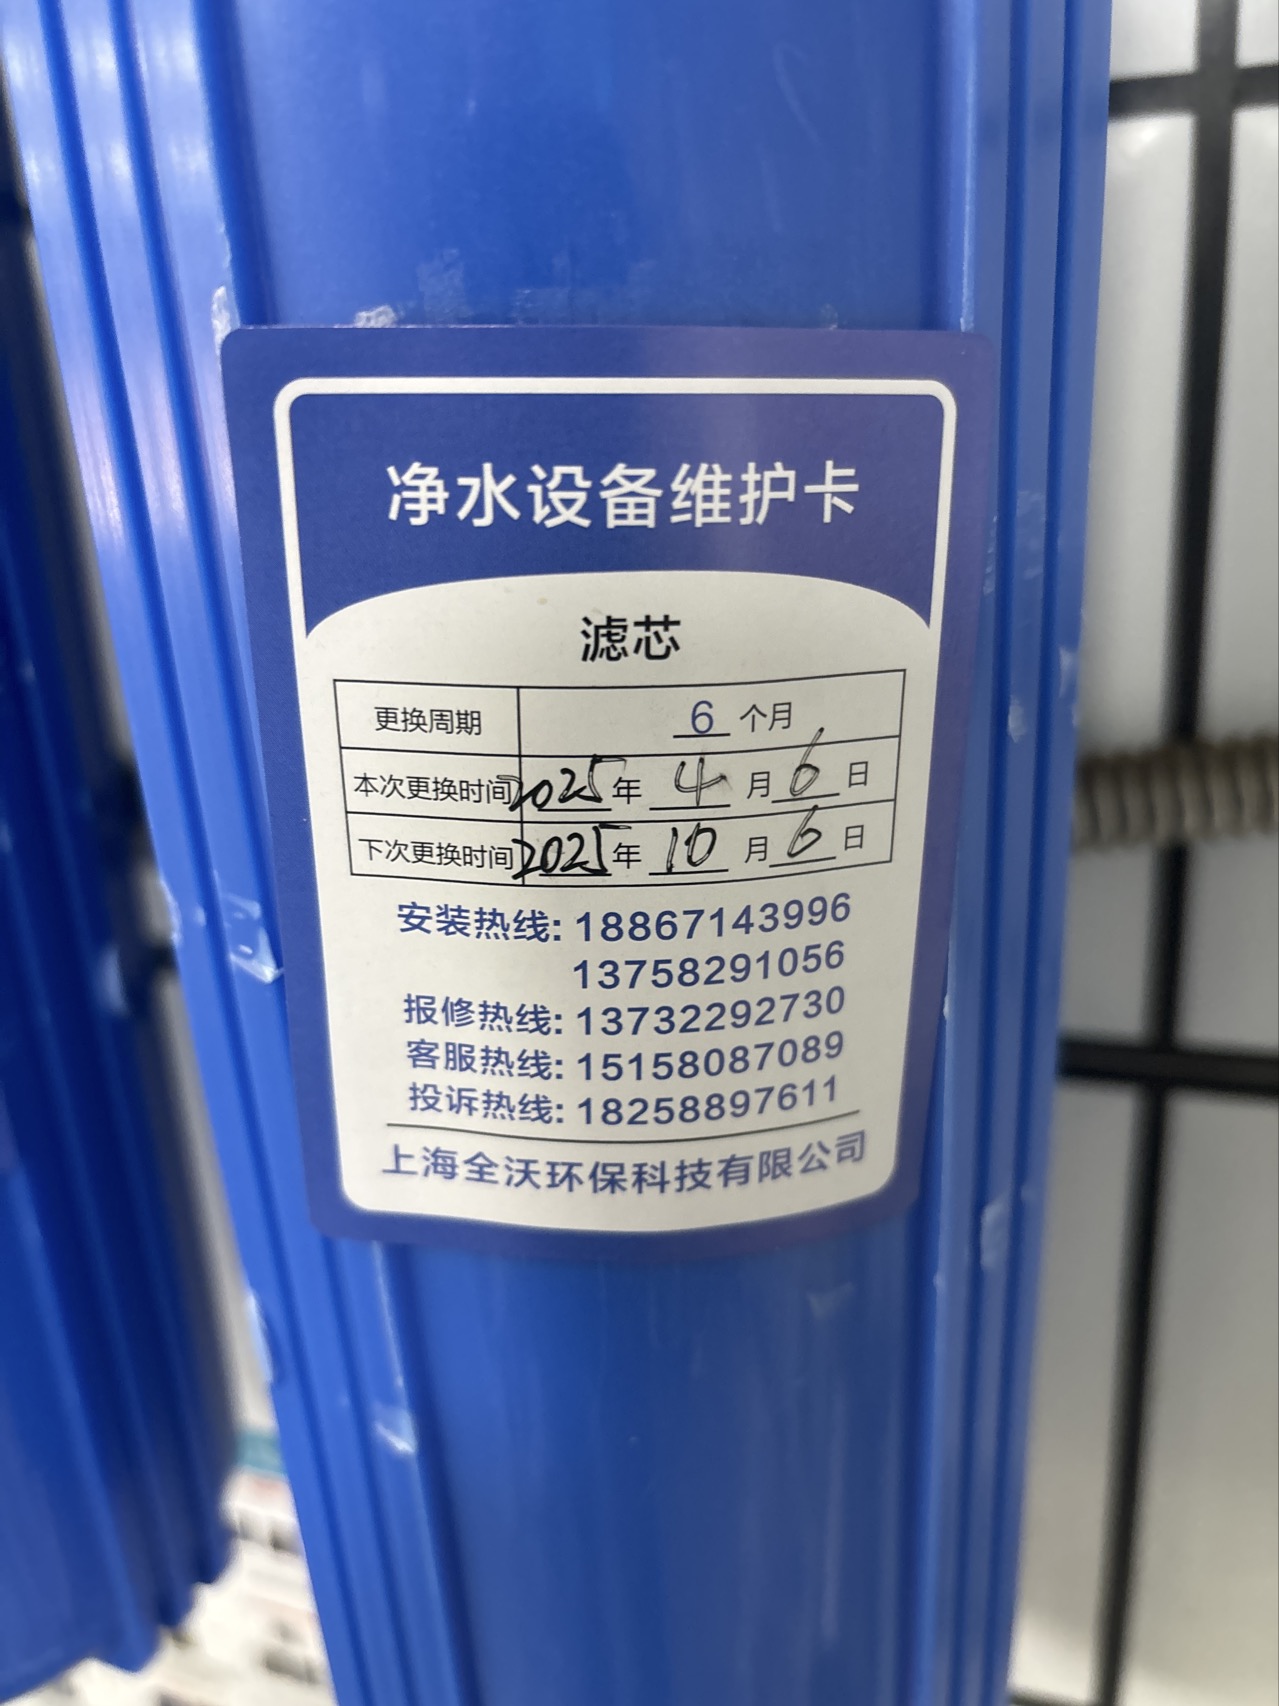 净水设备维护卡
滤芯
更换周期 6 个月
本次更换时间 2025 年 4 月 6 日
下次更换时间 2025 年 10 月 6 日
安装热线: 18867143996
13758291056
报修热线: 13732292730
客服热线: 15158087089
投诉热线: 18258897611
上海全沃环保科技有限公司